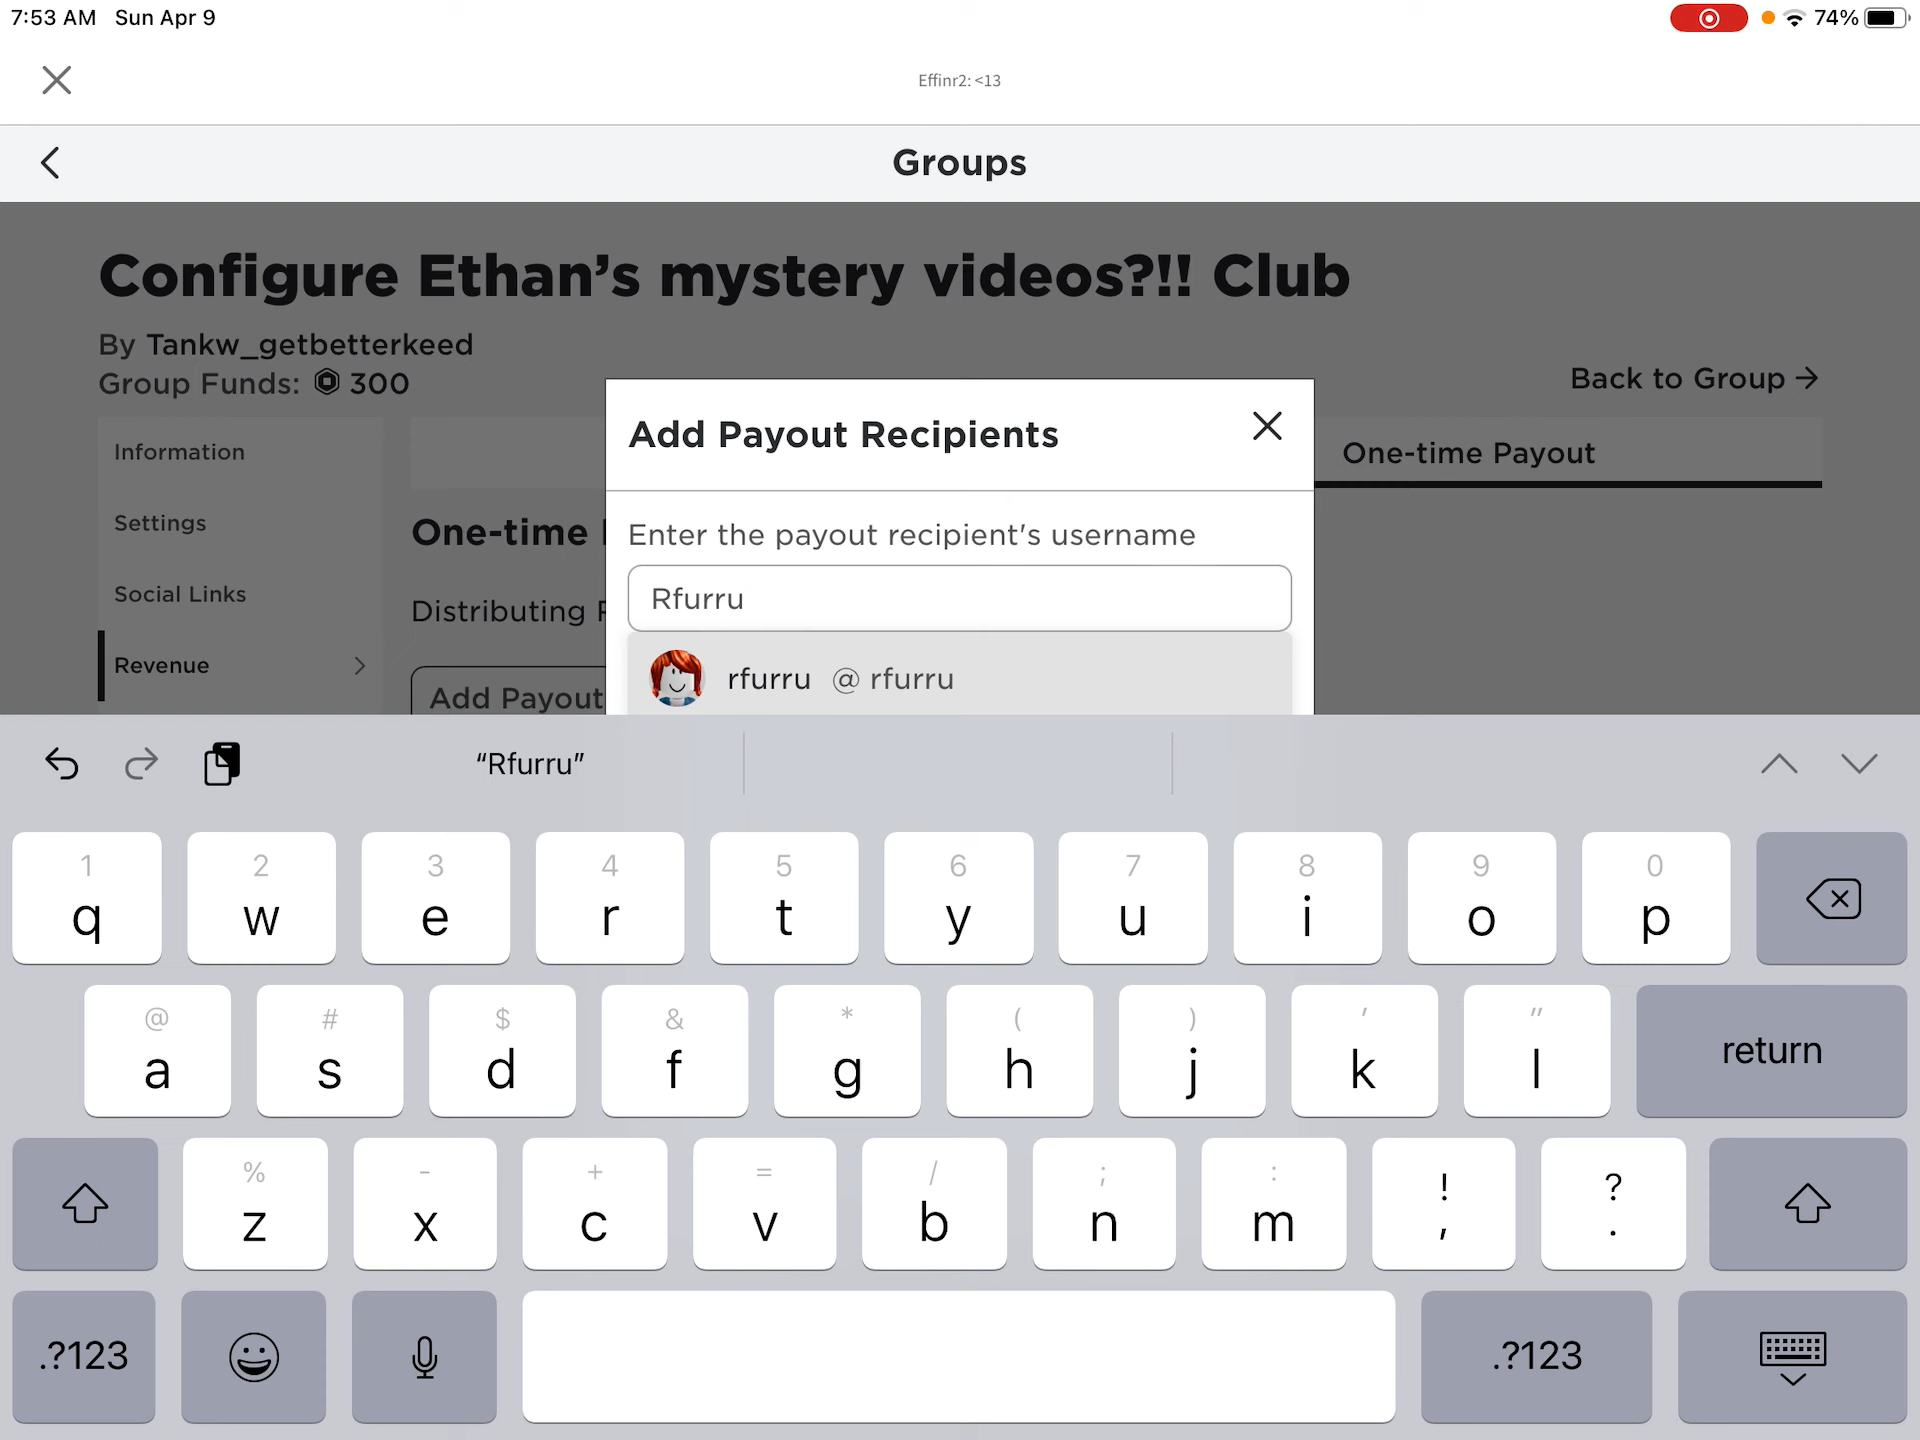 7:53 AM Sun Apr 9
74%
Effinr2: <13
Groups
Configure Ethan's mystery videos?!! Club
By Tankw_getbetterkeed
Group Funds: 300
Back to Group →
Information
Settings
Social Links
Revenue
One-time Payout
One-time
Distributing
Add Payout
Add Payout Recipients
Enter the payout recipient's username
Rfurru
rfurru @ rfurru
“Rfurru”
1 2 3 4 5 6 7 8 9 0
q w e r t y u i o p
@ # $ & * ( ) ' "
a s d f g h j k l return
% - + = / ; : ! ?
z x c v b n m , .
.?123 .?123